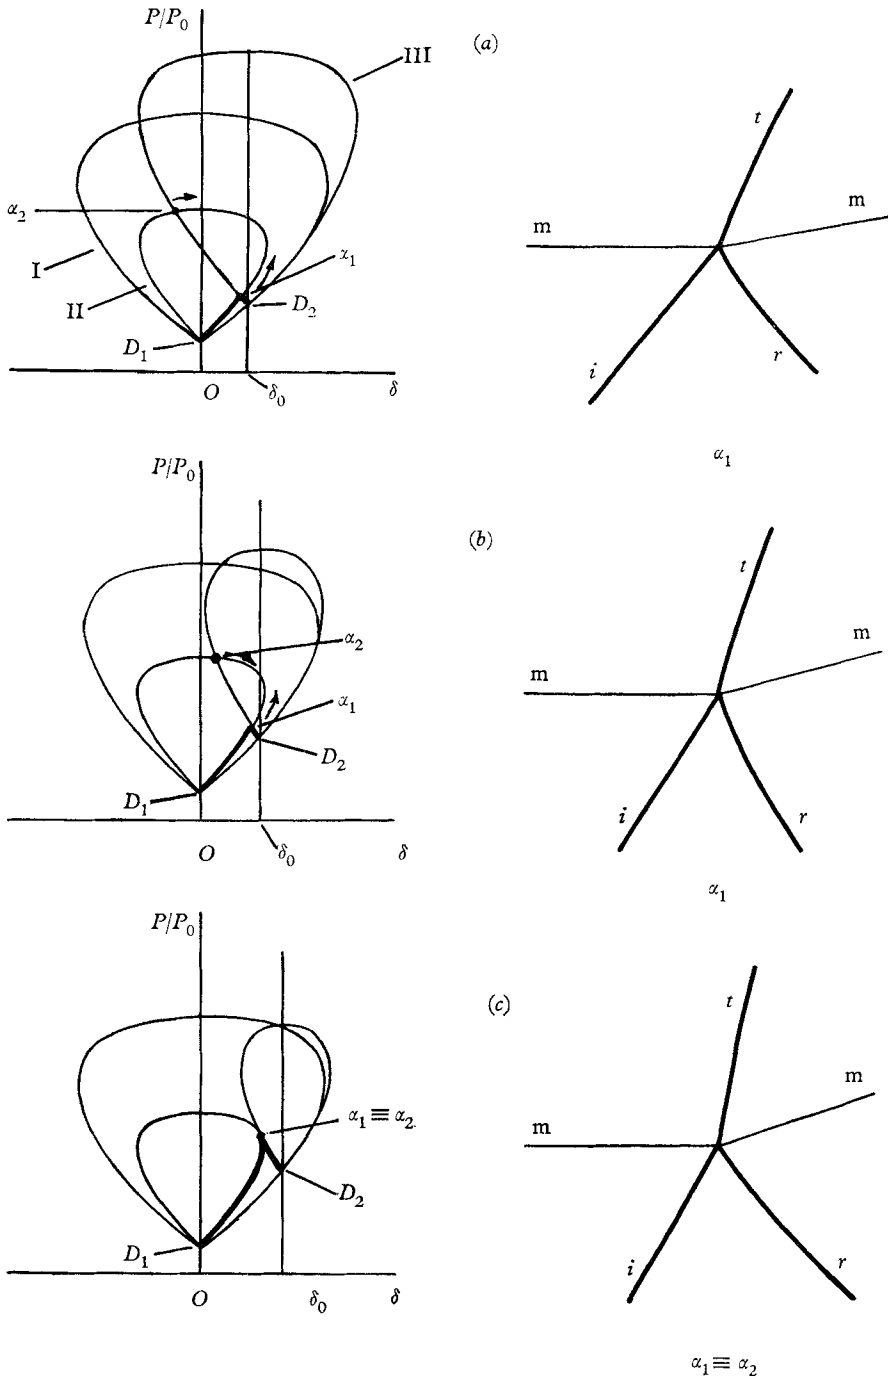 P/P₀
(a)
III
t
m
m
α₂
α₁
I
II
D₂
D₁
r
i
O
δ₀
δ
α₁
P/P₀
(b)
t
m
m
α₂
α₁
D₂
D₁
i
r
O
δ₀
δ
α₁
P/P₀
(c)
t
m
m
α₁ ≡ α₂
D₂
D₁
i
r
O
δ₀
δ
α₁ ≡ α₂